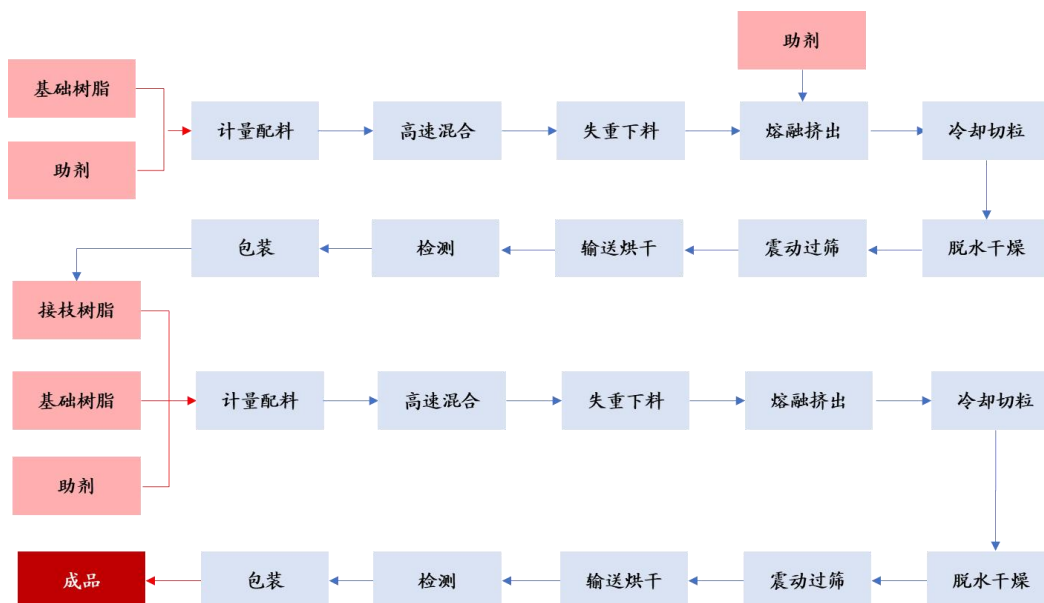 助剂
基础树脂
助剂
计量配料
高速混合
失重下料
熔融挤出
冷却切粒
包装
检测
输送烘干
震动过筛
脱水干燥
接枝树脂
基础树脂
助剂
计量配料
高速混合
失重下料
熔融挤出
冷却切粒
成品
包装
检测
输送烘干
震动过筛
脱水干燥